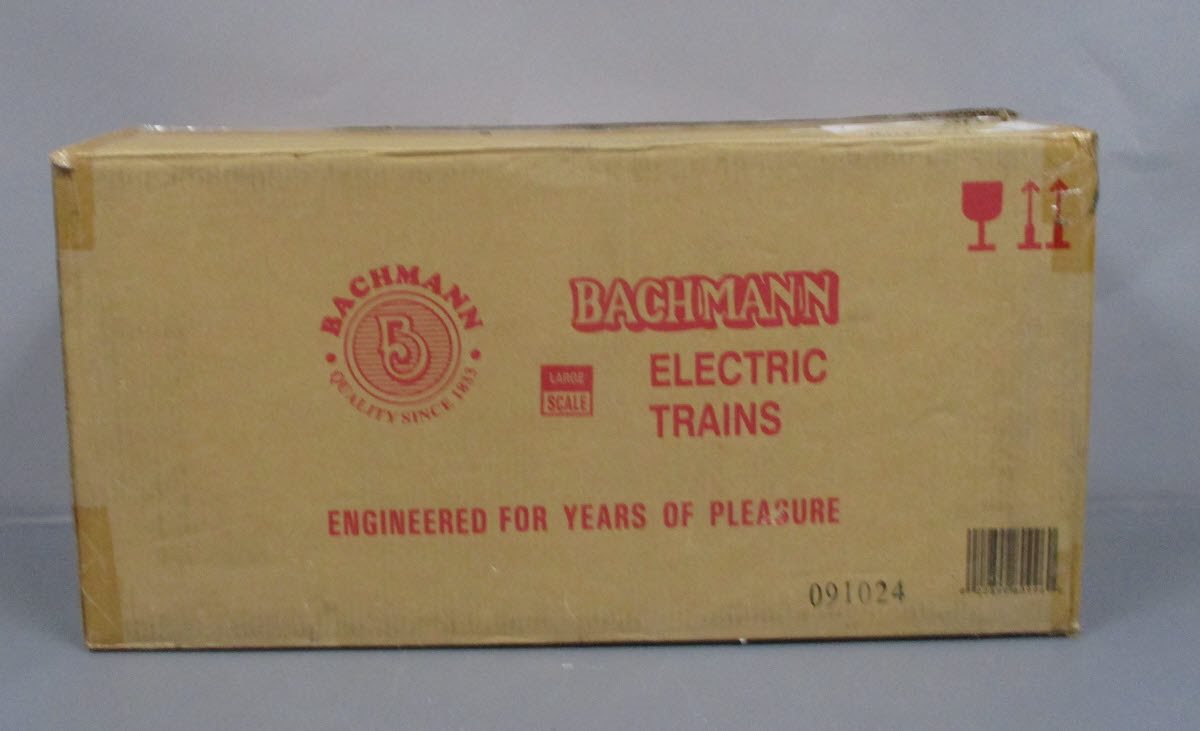 BACHMANN
B
• QUALITY SINCE 1833 •
BACHMANN
LARGE
SCALE
ELECTRIC
TRAINS
ENGINEERED FOR YEARS OF PLEASURE
091024